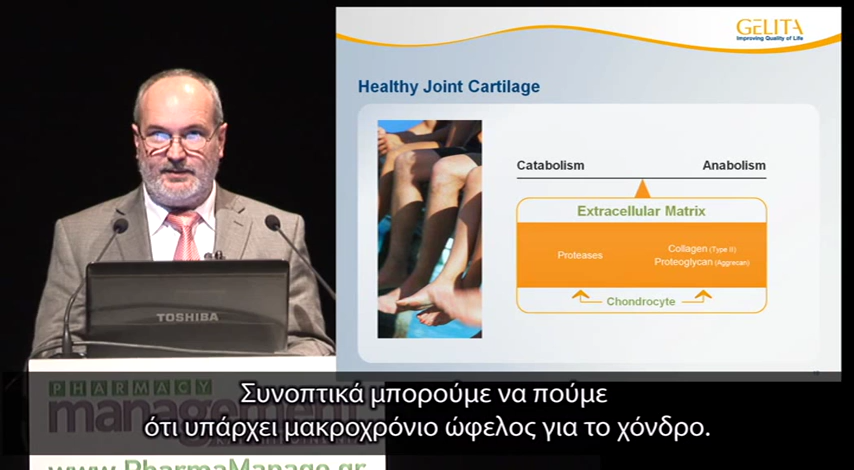 GELITA
Improving Quality of Life
Healthy Joint Cartilage
Catabolism
Anabolism
Extracellular Matrix
Proteases
Collagen (Type II)
Proteoglycan (Aggrecan)
Chondrocyte
TOSHIBA
PHARMACY
management
Συνοπτικά μπορούμε να πούμε
ότι υπάρχει μακροχρόνιο ώφελος για το χόνδρο.
www.PharmaManage.gr